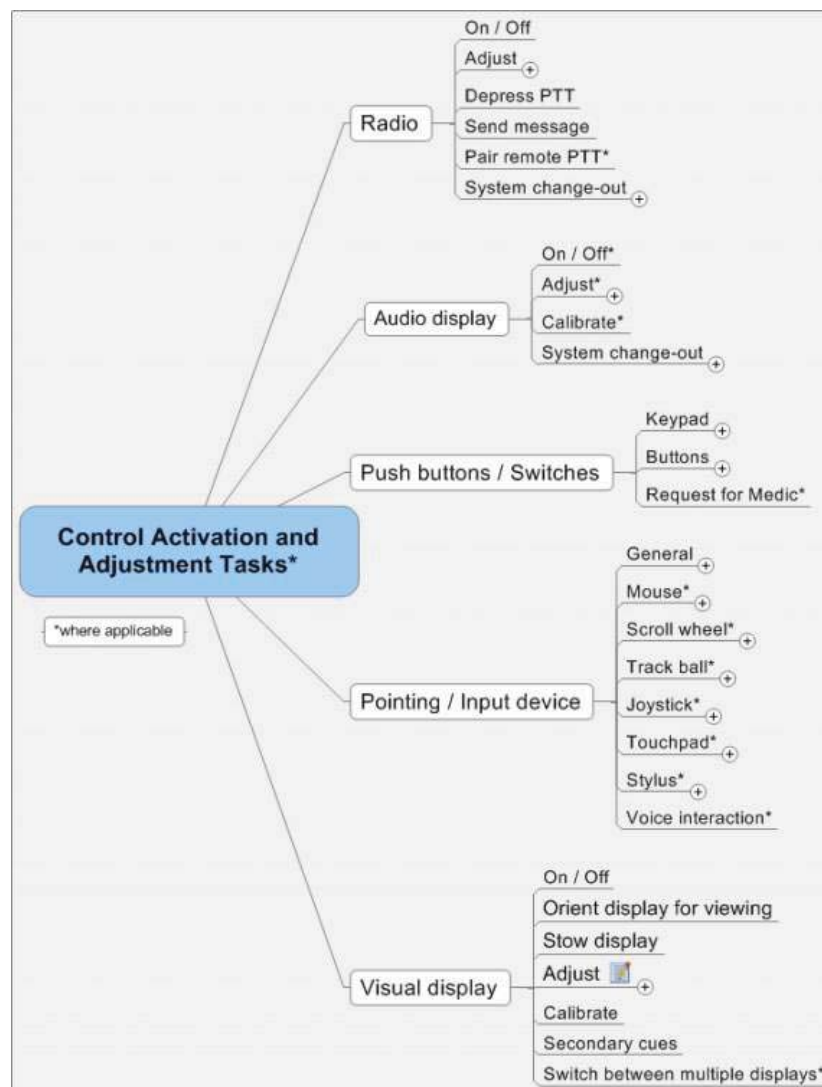 On / Off
Adjust
Depress PTT
Radio
Send message
Pair remote PTT*
System change-out
On / Off*
Adjust*
Audio display
Calibrate*
System change-out
Keypad
Buttons
Push buttons / Switches
Request for Medic*
Control Activation and
Adjustment Tasks*
*where applicable
General
Mouse*
Scroll wheel*
Track ball*
Pointing / Input device
Joystick*
Touchpad*
Stylus*
Voice interaction*
On / Off
Orient display for viewing
Stow display
Adjust
Visual display
Calibrate
Secondary cues
Switch between multiple displays*